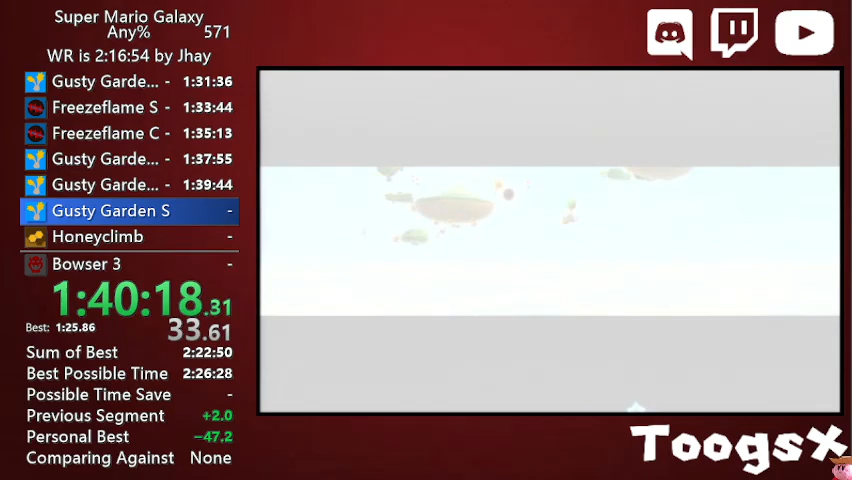 Super Mario Galaxy
Any% 571
WR is 2:16:54 by Jhay
Gusty Garde... - 1:31:36
Freezeflame S - 1:33:44
Freezeflame C - 1:35:13
Gusty Garde... - 1:37:55
Gusty Garde... - 1:39:44
Gusty Garden S -
Honeyclimb -
Bowser 3 -
1:40:18.31
Best: 1:25.86 33.61
Sum of Best 2:22:50
Best Possible Time 2:26:28
Possible Time Save -
Previous Segment +2.0
Personal Best −47.2
Comparing Against None
ToogsX